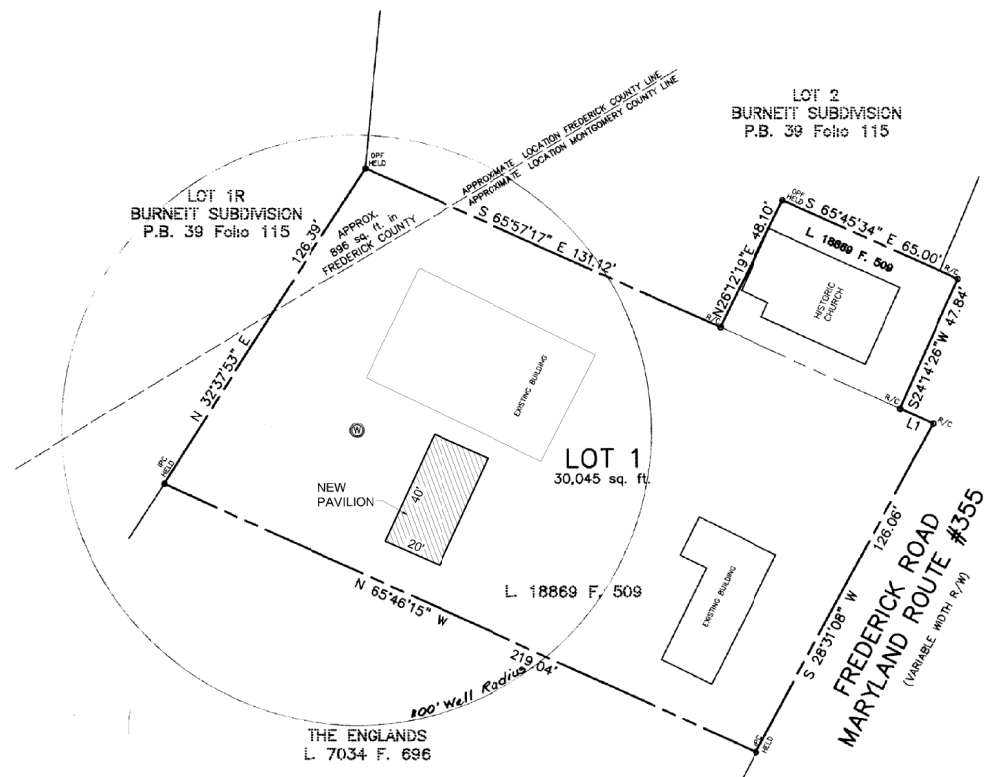 LOT 2
BURNETT SUBDIVISION
P.B. 39 Folio 115
APPROXIMATE LOCATION FREDERICK COUNTY LINE
APPROXIMATE LOCATION MONTGOMERY COUNTY LINE
OPF
HELD
LOT 1R
BURNETT SUBDIVISION
P.B. 39 Folio 115
126.39'
N 32°37'53" E
APPROX.
896 sq. ft. in
FREDERICK COUNTY
S 65°57'17" E 131.12'
OPF
HELD
S 65°45'34" E 65.00'
L. 18869 F. 509
R/C
N26°12'19"E 48.10'
HISTORIC
CHURCH
S24°14'26"W 47.84'
R/C
L1
R/C
EXISTING BUILDING
W
LOT 1
30,045 sq. ft.
IPC
HELD
NEW
PAVILION
40'
20'
L. 18869 F. 509
EXISTING BUILDING
N 65°46'15" W
219.04'
100' Well Radius
S 28°31'08" W
126.06'
FREDERICK ROAD
MARYLAND ROUTE #355
(VARIABLE WIDTH R/W)
THE ENGLANDS
L. 7034 F. 696
HELD